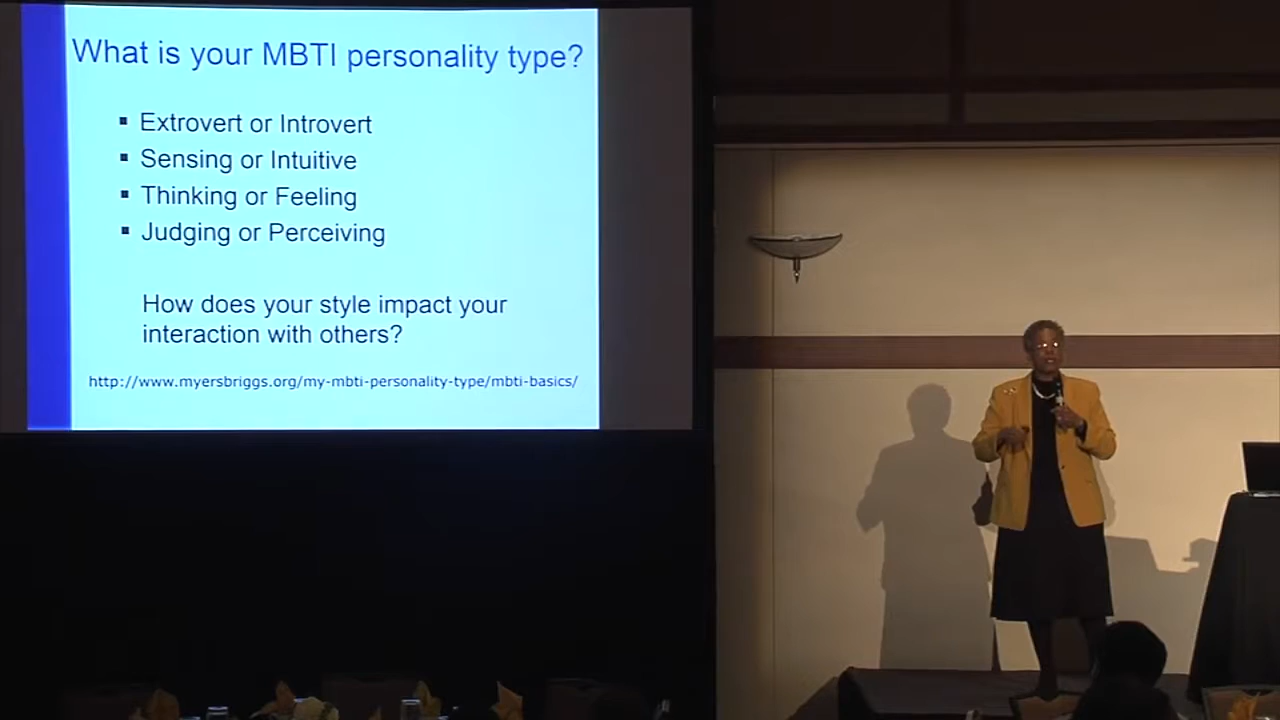 What is your MBTI personality type?
▪ Extrovert or Introvert
▪ Sensing or Intuitive
▪ Thinking or Feeling
▪ Judging or Perceiving
How does your style impact your
interaction with others?
http://www.myersbriggs.org/my-mbti-personality-type/mbti-basics/